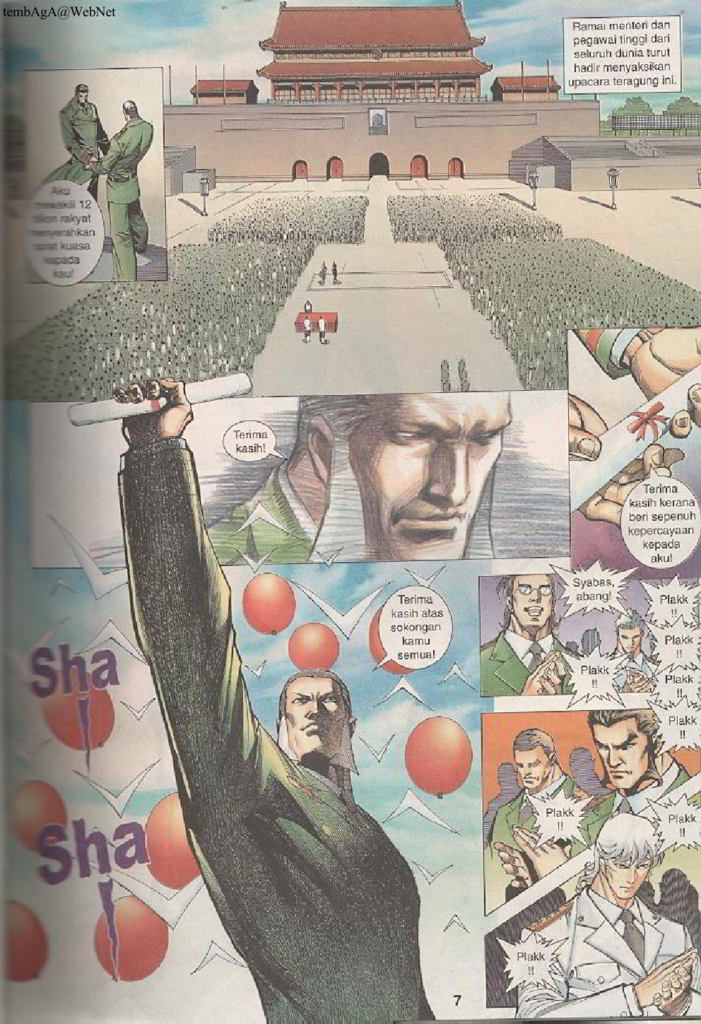 tembAgA@WebNet
Ramai menteri dan
pegawai tinggi dari
seluruh dunia turut
hadir menyaksikan
upacara teragung ini.
Aku
mewakili 12
bilion rakyat
menyerahkan
surat kuasa
kepada
kau!
Terima
kasih!
Terima
kasih kerana
beri sepenuh
kepercayaan
kepada
aku!
Terima
kasih atas
sokongan
kamu
semua!
Sha
Sha
Syabas,
abang!
Plakk
!!
Plakk
!!
Plakk
!!
Plakk
!!
Plakk
!!
Plakk
!!
Plakk
!!
Plakk
!!
7